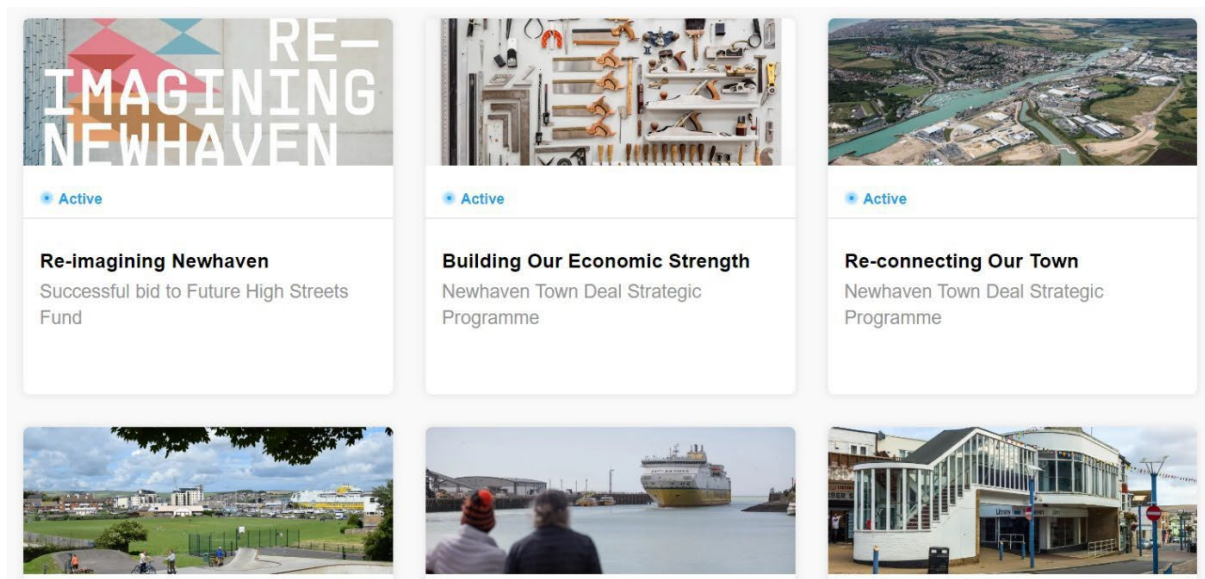 RE–
IMAGINING
NEWHAVEN
Active
Active
Active
Re-imagining Newhaven
Successful bid to Future High Streets
Fund
Building Our Economic Strength
Newhaven Town Deal Strategic
Programme
Re-connecting Our Town
Newhaven Town Deal Strategic
Programme
Library